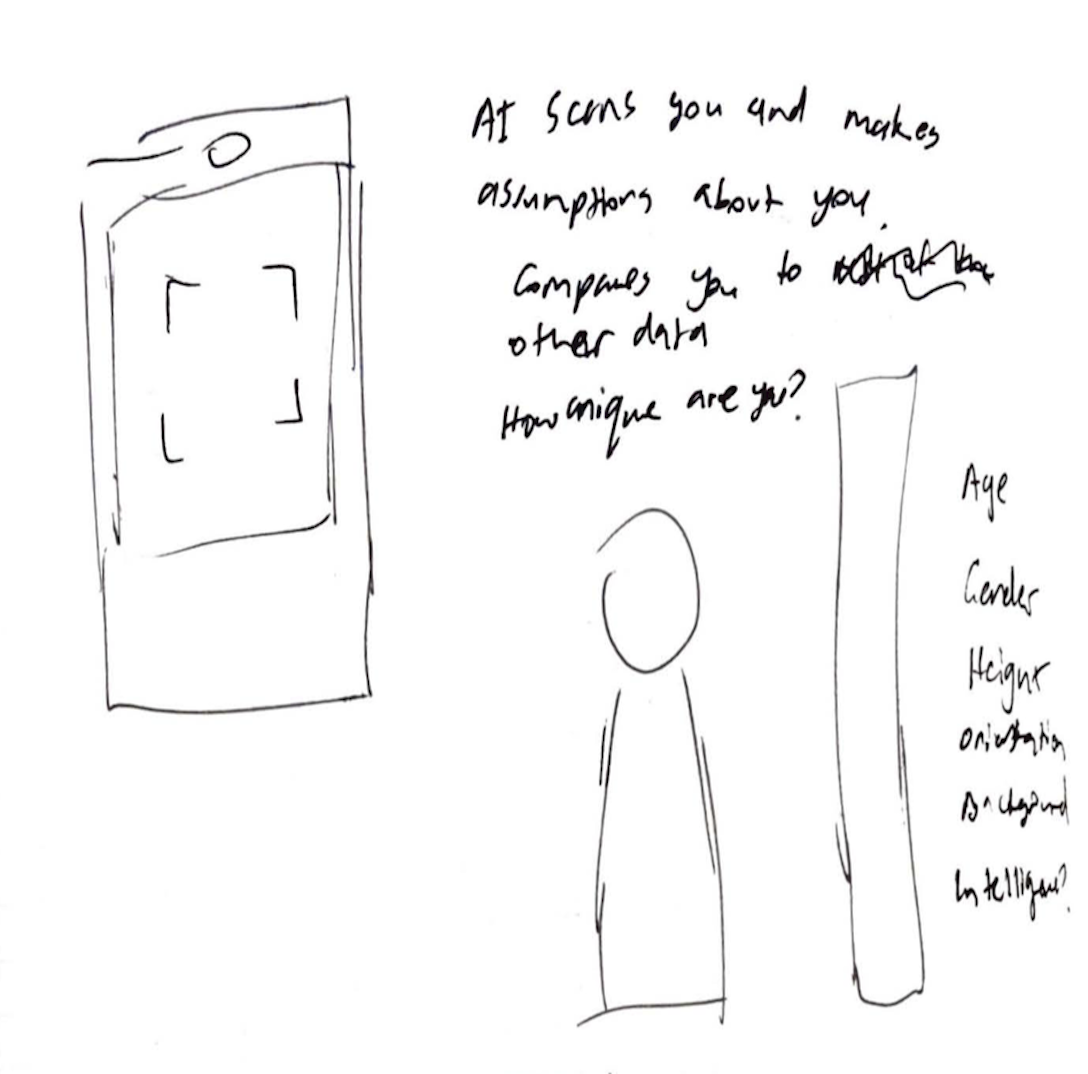 AI Scans you and makes
assumptions about you.
Compares you to
other data
How unique are you?
Age
Gender
Height
Orientation
Background
Intelligence?